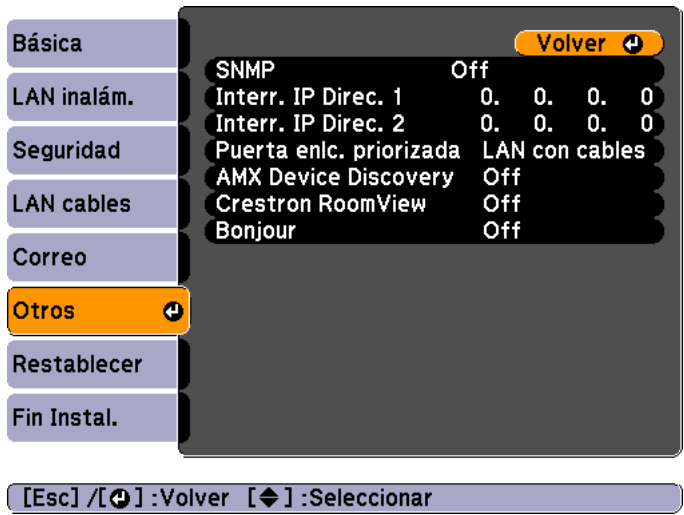 Básica
LAN inalám.
Seguridad
LAN cables
Correo
Otros
Restablecer
Fin Instal.
Volver
SNMP Off
Interr. IP Direc. 1 0. 0. 0. 0
Interr. IP Direc. 2 0. 0. 0. 0
Puerta enlc. priorizada LAN con cables
AMX Device Discovery Off
Crestron RoomView Off
Bonjour Off
[Esc] /[ ] :Volver [ ] :Seleccionar